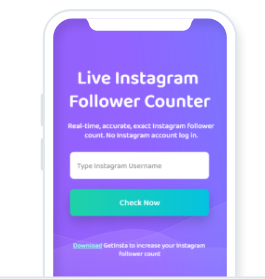 Live Instagram
Follower Counter
Real-time, accurate, exact Instagram follower
count. No Instagram account log in.
Type Instagram Username
Check Now
Download GetInsta to increase your Instagram
follower count